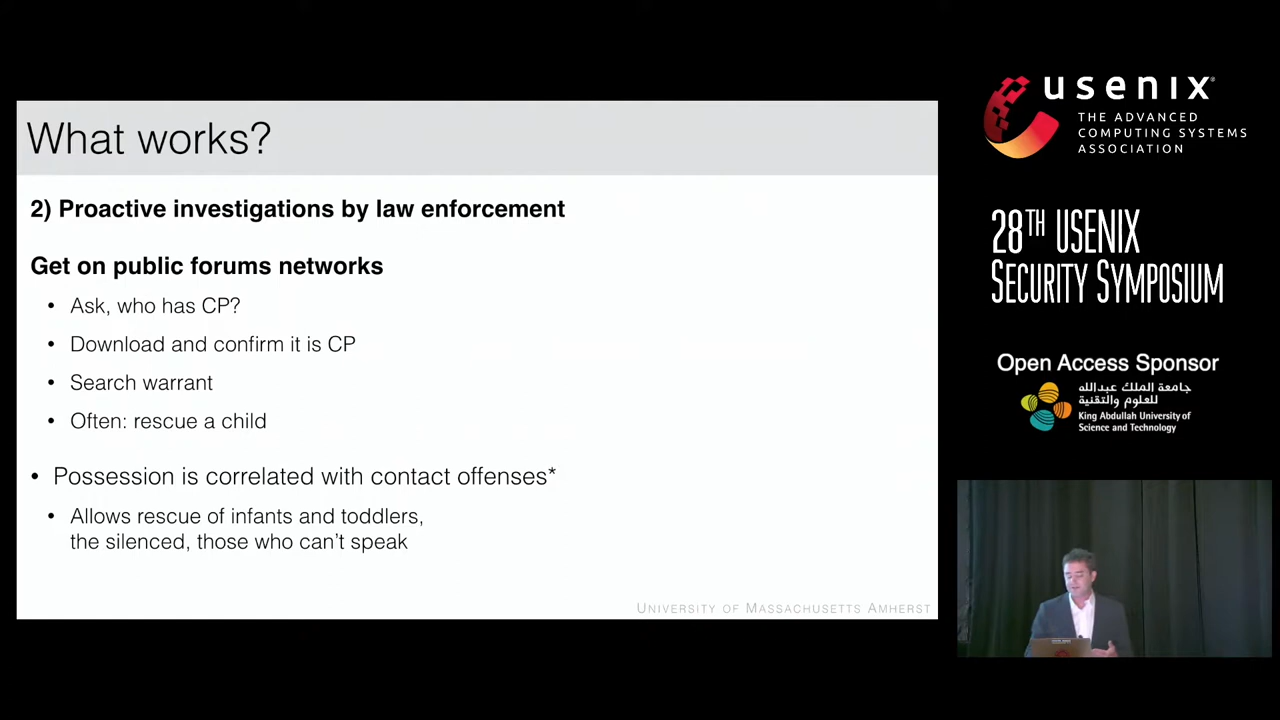 What works?
2) Proactive investigations by law enforcement
Get on public forums networks
• Ask, who has CP?
• Download and confirm it is CP
• Search warrant
• Often: rescue a child
• Possession is correlated with contact offenses*
• Allows rescue of infants and toddlers,
the silenced, those who can't speak
UNIVERSITY OF MASSACHUSETTS AMHERST
usenix®
THE ADVANCED
COMPUTING SYSTEMS
ASSOCIATION
28TH USENIX
SECURITY SYMPOSIUM
Open Access Sponsor
جامعة الملك عبدالله
للعلوم والتقنية
King Abdullah University of
Science and Technology